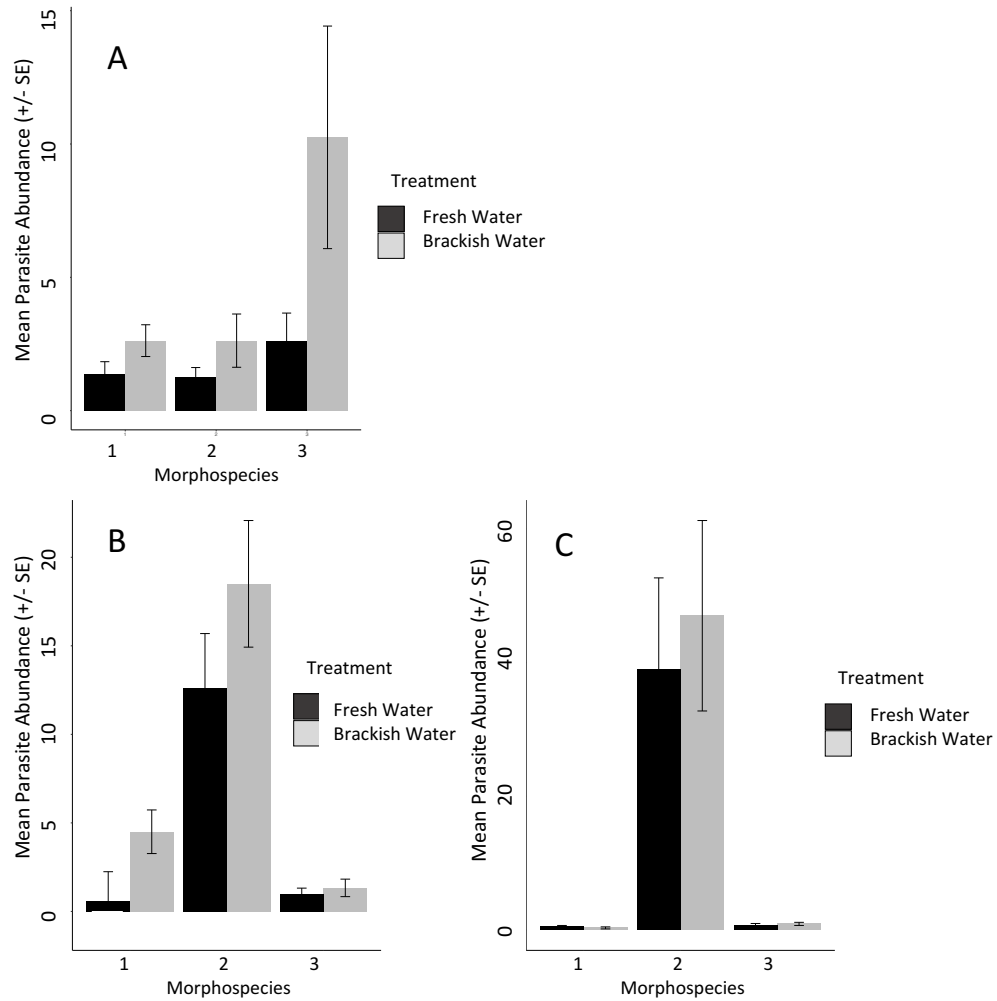 A
Mean Parasite Abundance (+/- SE)
15
10
5
0
1 2 3
Morphospecies
Treatment
Fresh Water
Brackish Water
B
Mean Parasite Abundance (+/- SE)
20
15
10
5
0
1 2 3
Morphospecies
Treatment
Fresh Water
Brackish Water
C
Mean Parasite Abundance (+/- SE)
60
40
20
0
1 2 3
Morphospecies
Treatment
Fresh Water
Brackish Water